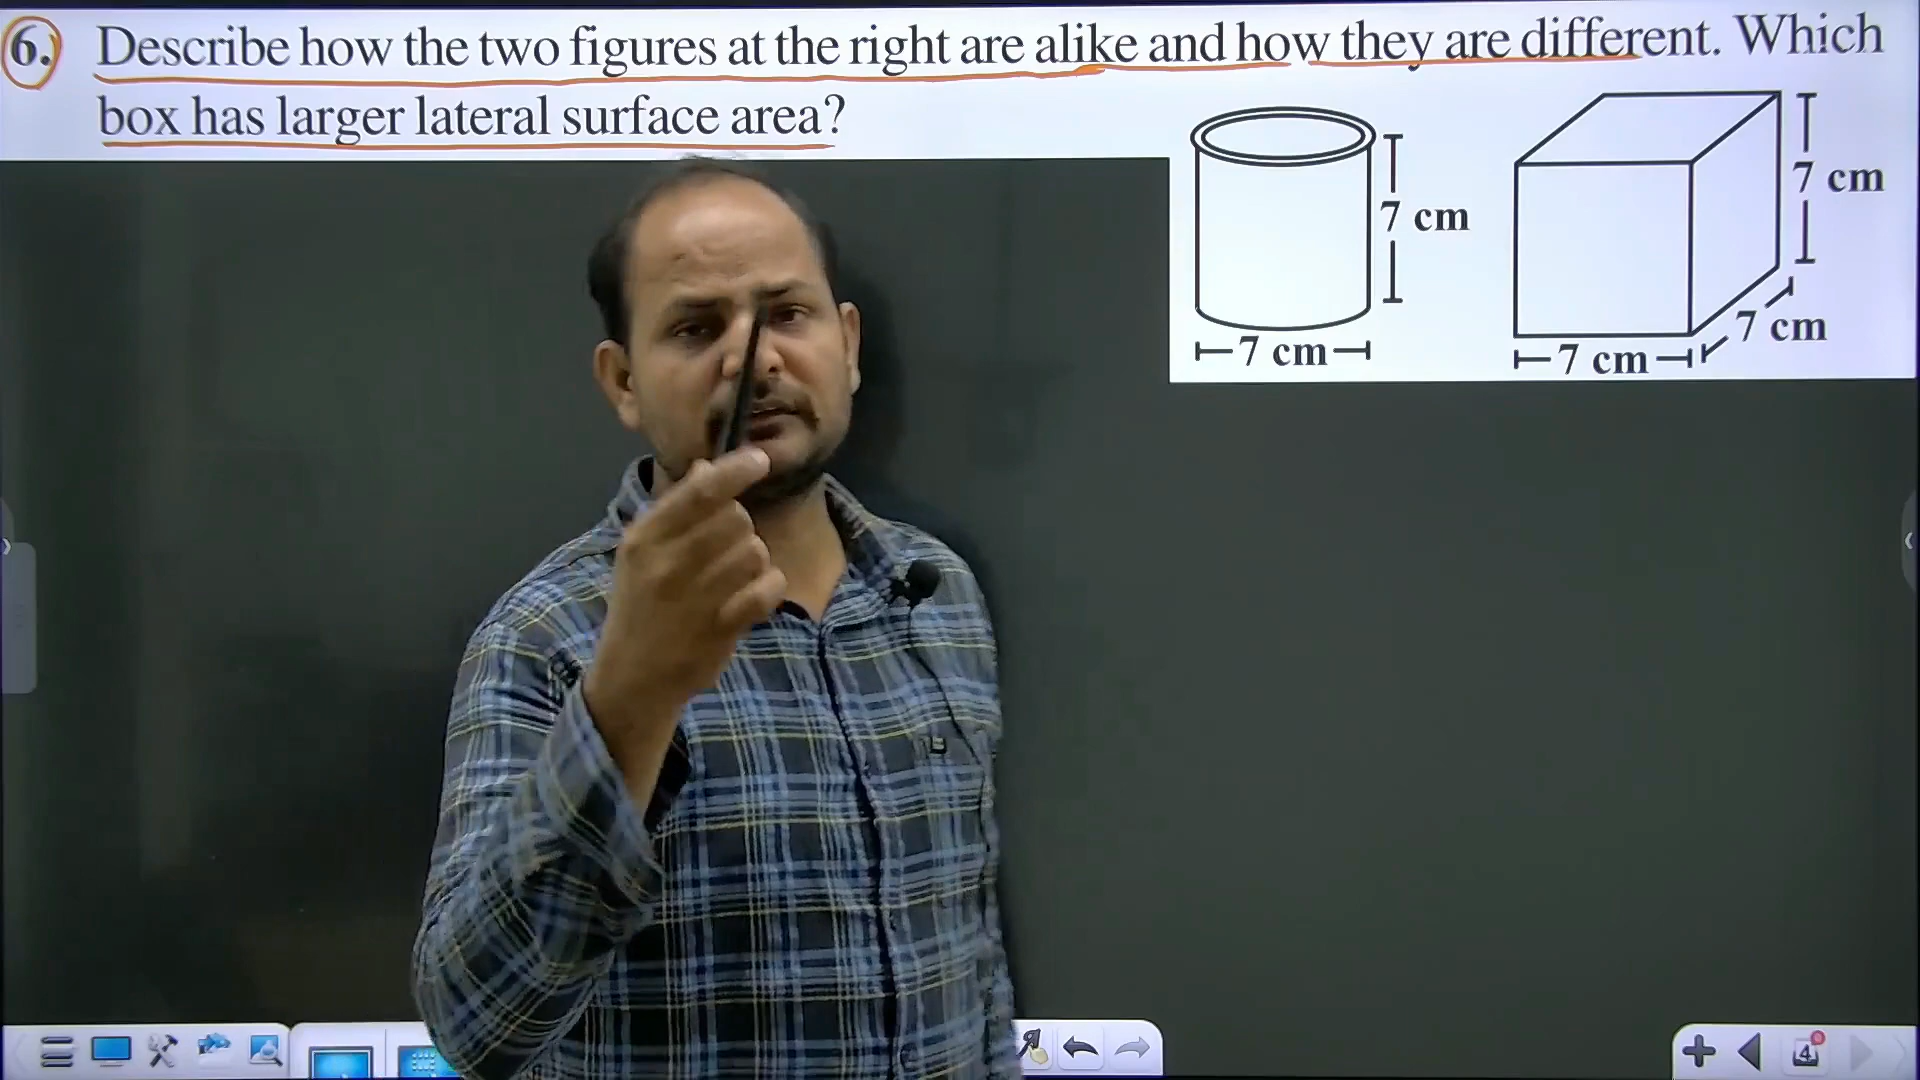 6. Describe how the two figures at the right are alike and how they are different. Which
box has larger lateral surface area?
7 cm
7 cm
7 cm
7 cm
7 cm
4